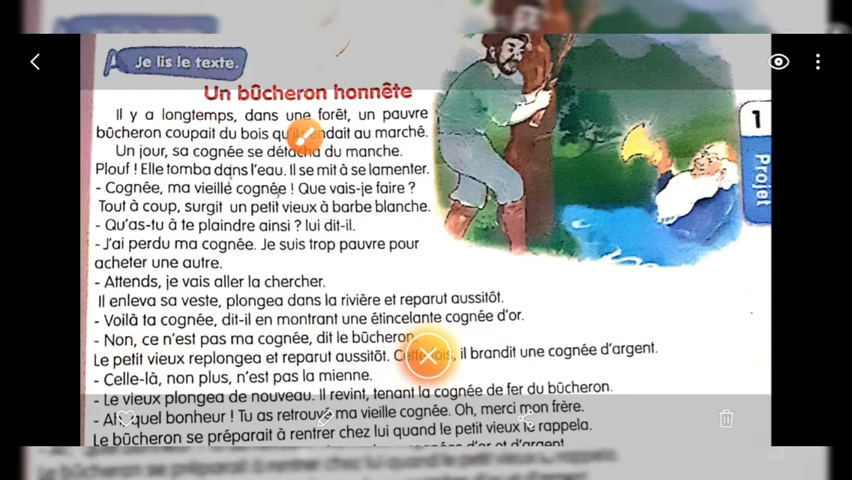 Je lis le texte.
Un bûcheron honnête
Il y a longtemps, dans une forêt, un pauvre
bûcheron coupait du bois qu'il vendait au marché.
Un jour, sa cognée se détacha du manche.
Plouf ! Elle tomba dans l'eau. Il se mit à se lamenter.
- Cognée, ma vieille cognée ! Que vais-je faire ?
Tout à coup, surgit un petit vieux à barbe blanche.
- Qu'as-tu à te plaindre ainsi ? lui dit-il.
- J'ai perdu ma cognée. Je suis trop pauvre pour
acheter une autre.
- Attends, je vais aller la chercher.
Il enleva sa veste, plongea dans la rivière et reparut aussitôt.
- Voilà ta cognée, dit-il en montrant une étincelante cognée d'or.
- Non, ce n'est pas ma cognée, dit le bûcheron
Le petit vieux replongea et reparut aussitôt. Cette fois, il brandit une cognée d'argent.
- Celle-là, non plus, n'est pas la mienne.
- Le vieux plongea de nouveau. Il revint, tenant la cognée de fer du bûcheron.
- Ah, quel bonheur ! Tu as retrouvé ma vieille cognée. Oh, merci mon frère.
Le bûcheron se préparait à rentrer chez lui quand le petit vieux le rappela.
cognées d'or et d'argent
1
Projet